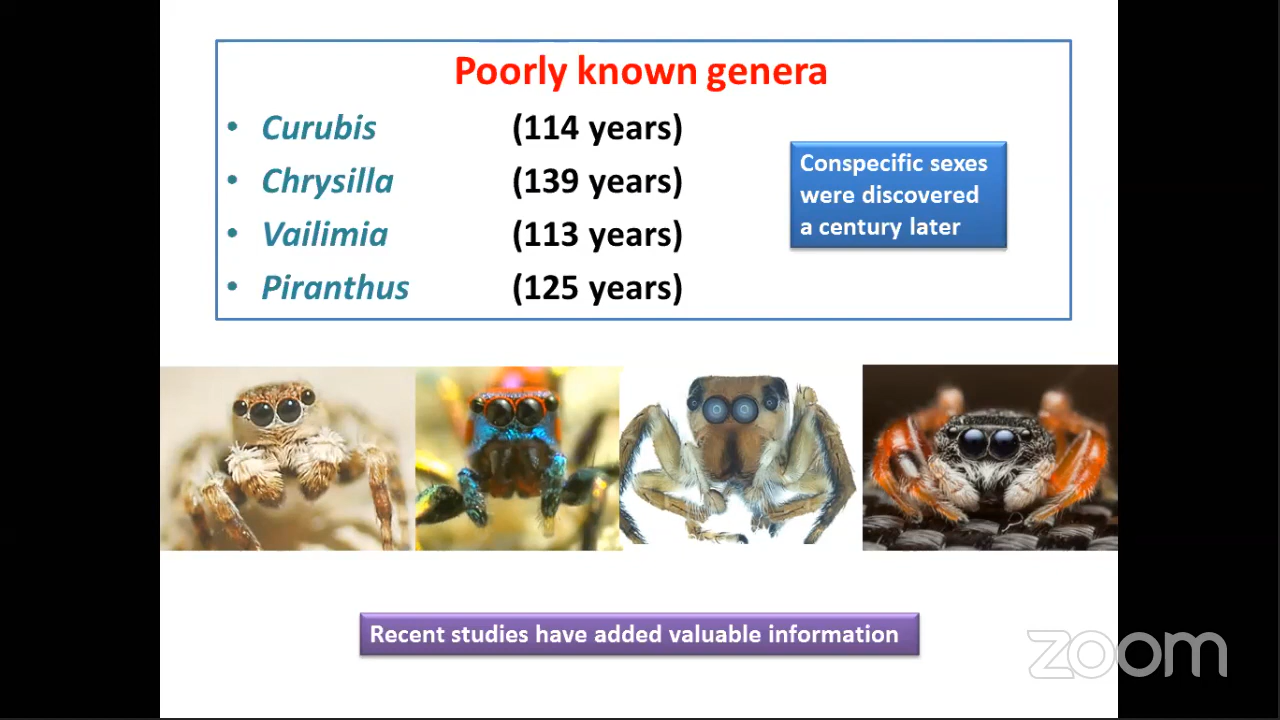 Poorly known genera
• Curubis (114 years)
• Chrysilla (139 years)
• Vailimia (113 years)
• Piranthus (125 years)
Conspecific sexes
were discovered
a century later
Recent studies have added valuable information
zoom